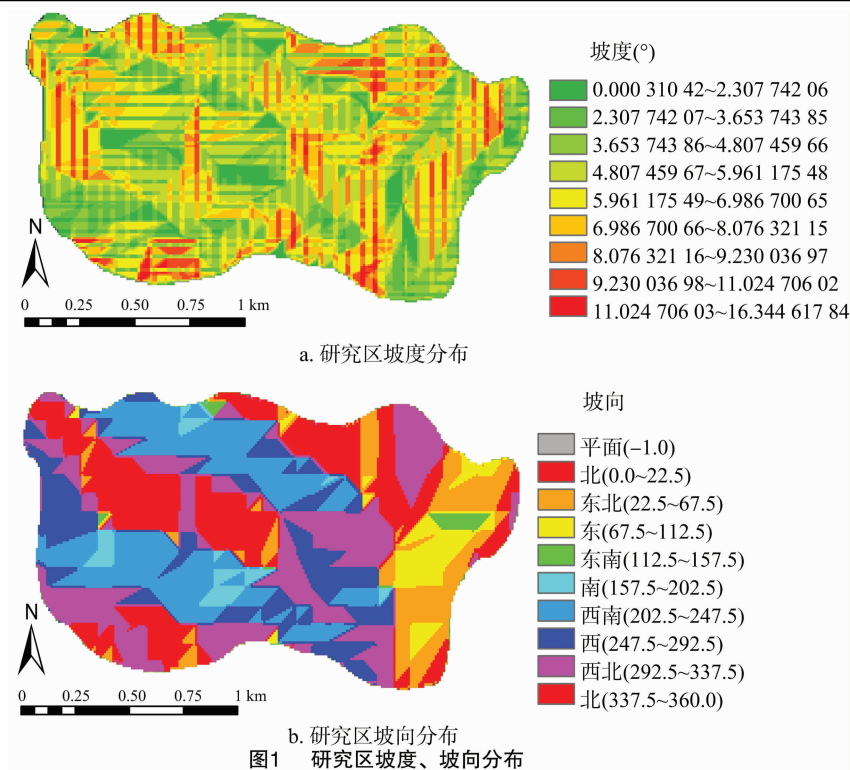 坡度(°)
0.000 310 42~2.307 742 06
2.307 742 07~3.653 743 85
3.653 743 86~4.807 459 66
4.807 459 67~5.961 175 48
5.961 175 49~6.986 700 65
6.986 700 66~8.076 321 15
8.076 321 16~9.230 036 97
9.230 036 98~11.024 706 02
11.024 706 03~16.344 617 84
N
0 0.25 0.50 0.75 1 km
a. 研究区坡度分布
坡向
平面(–1.0)
北(0.0~22.5)
东北(22.5~67.5)
东(67.5~112.5)
东南(112.5~157.5)
南(157.5~202.5)
西南(202.5~247.5)
西(247.5~292.5)
西北(292.5~337.5)
北(337.5~360.0)
N
0 0.25 0.50 0.75 1 km
b. 研究区坡向分布
图1 研究区坡度、坡向分布